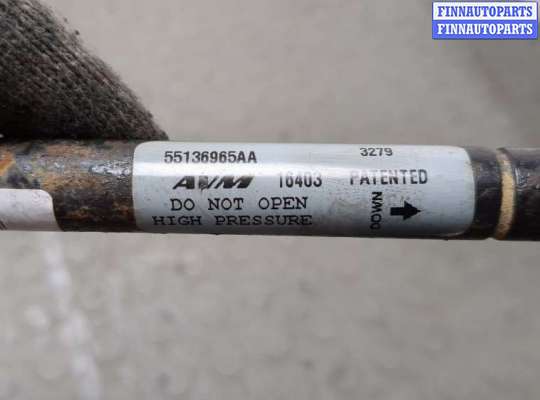 FINNAUTOPARTS
FINNAUTOPARTS
55136965AA 3279
AVM 16403 PATENTED
DO NOT OPEN
HIGH PRESSURE
DOWN